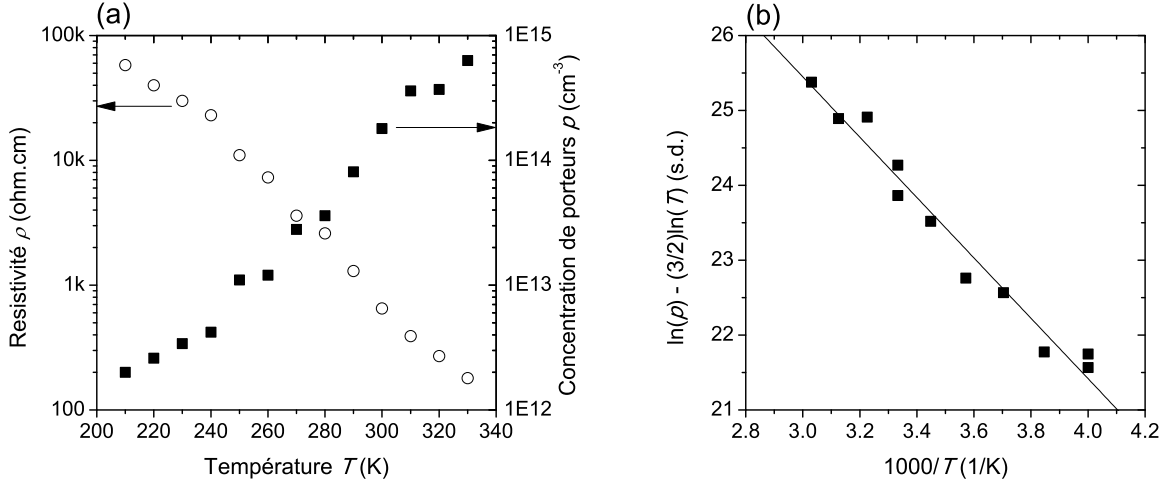 (a)
100k
10k
1k
100
Resistivité ρ (ohm.cm)
1E15
1E14
1E13
1E12
Concentration de porteurs p (cm⁻³)
200 220 240 260 280 300 320 340
Température T (K)
(b)
26
25
24
23
22
21
ln(p) - (3/2)ln(T) (s.d.)
2.8 3.0 3.2 3.4 3.6 3.8 4.0 4.2
1000/T (1/K)